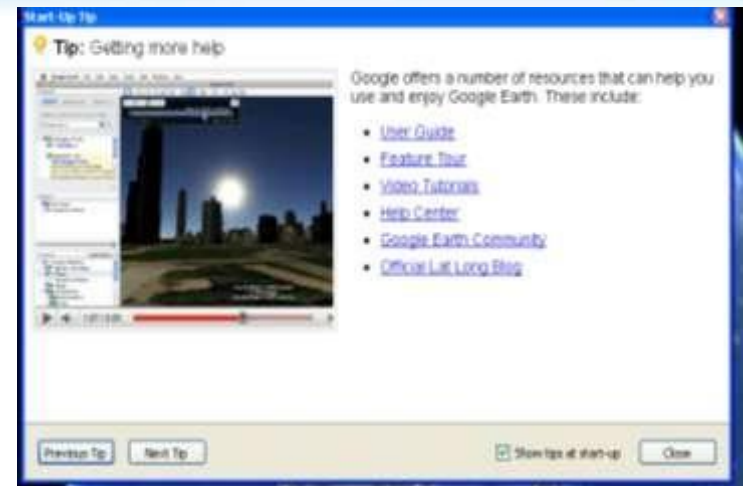 Start-Up Tip
Tip: Getting more help
Google offers a number of resources that can help you
use and enjoy Google Earth. These include:
• User Guide
• Feature Tour
• Video Tutorials
• Help Center
• Google Earth Community
• Official Lat Long Blog
Previous Tip
Next Tip
Show tips at start-up
Close